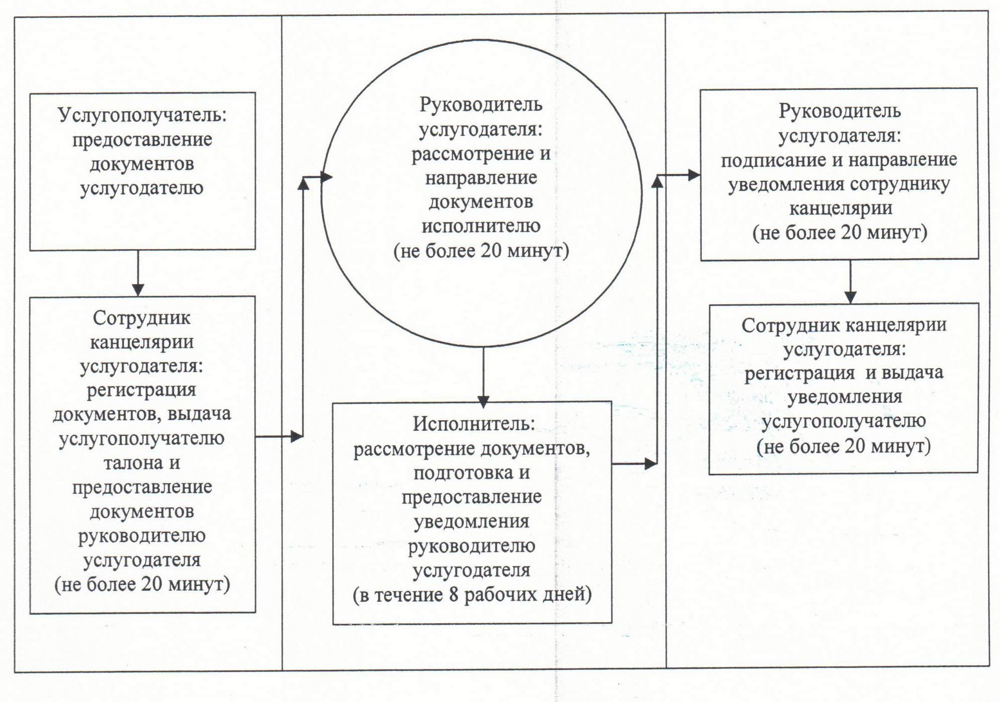 Услугополучатель:
предоставление
документов
услугодателю
Сотрудник
канцелярии
услугодателя:
регистрация
документов, выдача
услугополучателю
талона и
предоставление
документов
руководителю
услугодателя
(не более 20 минут)
Руководитель
услугодателя:
рассмотрение и
направление
документов
исполнителю
(не более 20 минут)
Исполнитель:
рассмотрение документов,
подготовка и
предоставление
уведомления
руководителю
услугодателя
(в течение 8 рабочих дней)
Руководитель
услугодателя:
подписание и направление
уведомления сотруднику
канцелярии
(не более 20 минут)
Сотрудник канцелярии
услугодателя:
регистрация  и выдача
уведомления
услугополучателю
(не более 20 минут)